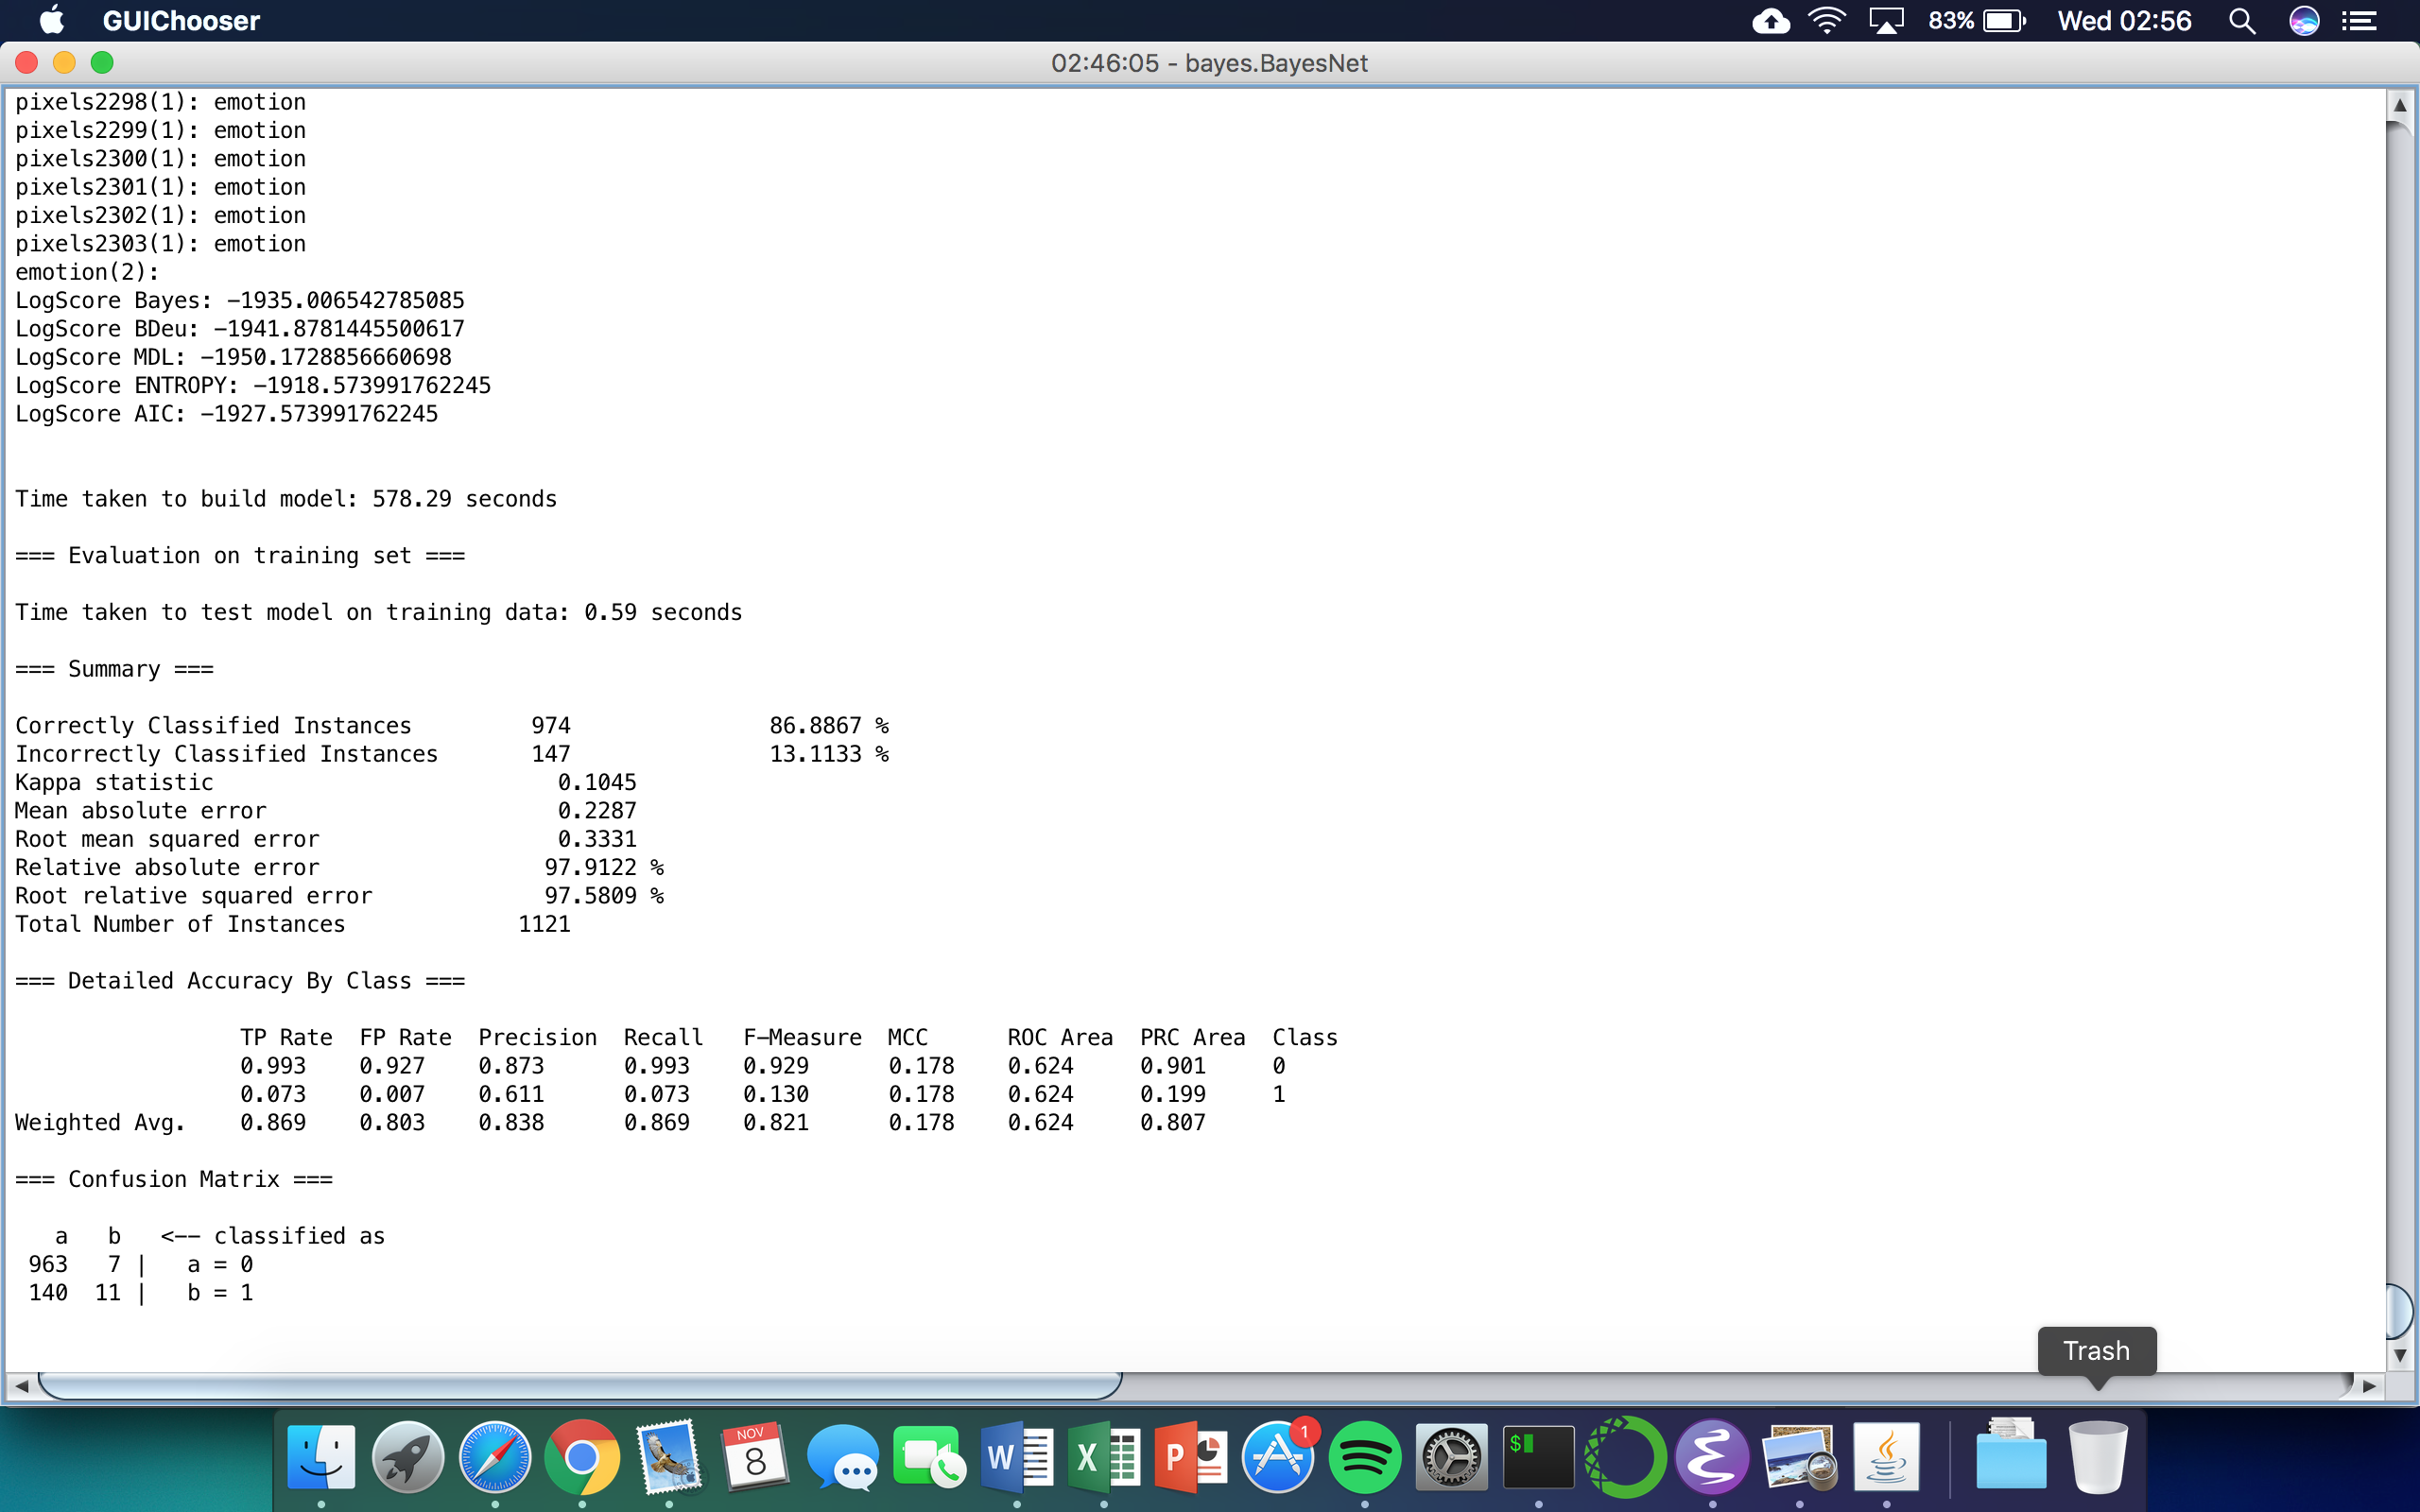 GUIChooser 83% Wed 02:56
02:46:05 - bayes.BayesNet
pixels2298(1): emotion
pixels2299(1): emotion
pixels2300(1): emotion
pixels2301(1): emotion
pixels2302(1): emotion
pixels2303(1): emotion
emotion(2):
LogScore Bayes: -1935.006542785085
LogScore BDeu: -1941.8781445500617
LogScore MDL: -1950.1728856660698
LogScore ENTROPY: -1918.573991762245
LogScore AIC: -1927.573991762245
Time taken to build model: 578.29 seconds
=== Evaluation on training set ===
Time taken to test model on training data: 0.59 seconds
=== Summary ===
Correctly Classified Instances 974 86.8867 %
Incorrectly Classified Instances 147 13.1133 %
Kappa statistic 0.1045
Mean absolute error 0.2287
Root mean squared error 0.3331
Relative absolute error 97.9122 %
Root relative squared error 97.5809 %
Total Number of Instances 1121
=== Detailed Accuracy By Class ===
TP Rate FP Rate Precision Recall F-Measure MCC ROC Area PRC Area Class
0.993 0.927 0.873 0.993 0.929 0.178 0.624 0.901 0
0.073 0.007 0.611 0.073 0.130 0.178 0.624 0.199 1
Weighted Avg. 0.869 0.803 0.838 0.869 0.821 0.178 0.624 0.807
=== Confusion Matrix ===
a b <-- classified as
963 7 | a = 0
140 11 | b = 1
Trash
NOV
8
W
X
P
1
$